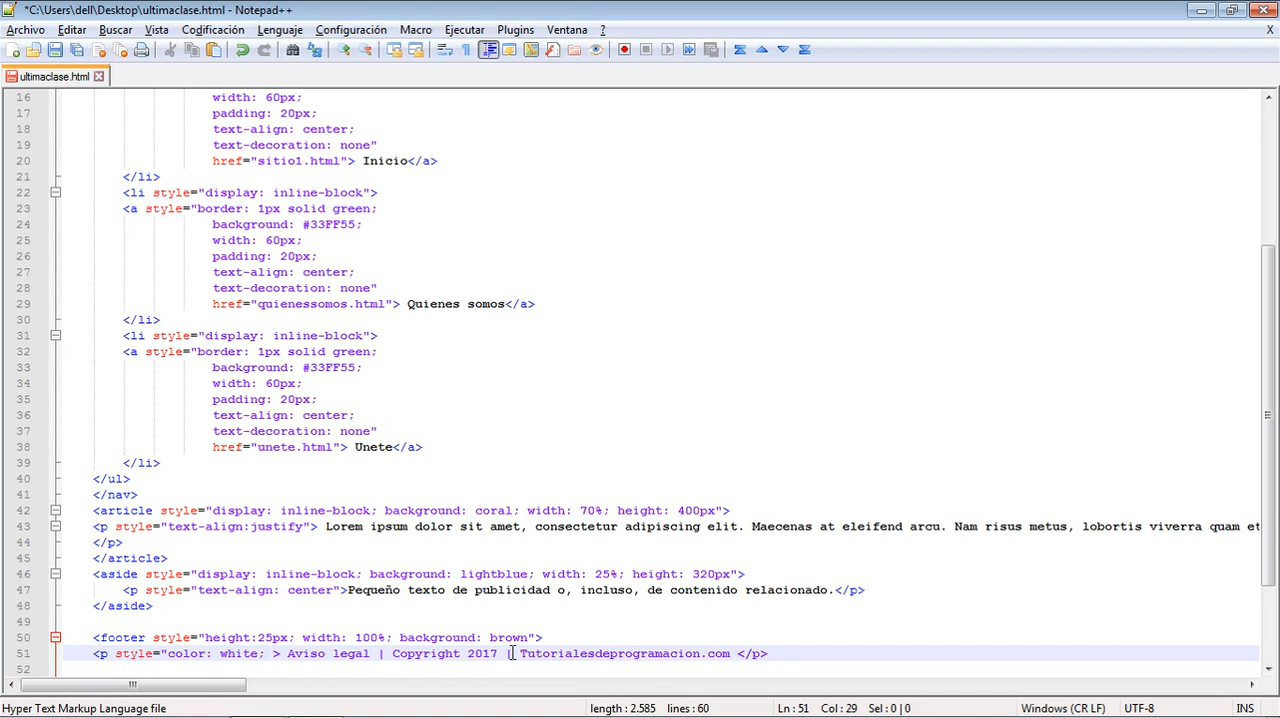 *C:\Users\dell\Desktop\ultimaclase.html - Notepad++
Archivo Editar Buscar Vista Codificación Lenguaje Configuración Macro Ejecutar Plugins Ventana ? X
ultimaclase.html
16 width: 60px;
17 padding: 20px;
18 text-align: center;
19 text-decoration: none"
20 href="sitio1.html"> Inicio</a>
21 </li>
22 <li style="display: inline-block">
23 <a style="border: 1px solid green;
24 background: #33FF55;
25 width: 60px;
26 padding: 20px;
27 text-align: center;
28 text-decoration: none"
29 href="quienessomos.html"> Quienes somos</a>
30 </li>
31 <li style="display: inline-block">
32 <a style="border: 1px solid green;
33 background: #33FF55;
34 width: 60px;
35 padding: 20px;
36 text-align: center;
37 text-decoration: none"
38 href="unete.html"> Unete</a>
39 </li>
40 </ul>
41 </nav>
42 <article style="display: inline-block; background: coral; width: 70%; height: 400px">
43 <p style="text-align:justify"> Lorem ipsum dolor sit amet, consectetur adipiscing elit. Maecenas at eleifend arcu. Nam risus metus, lobortis viverra quam et
44 </p>
45 </article>
46 <aside style="display: inline-block; background: lightblue; width: 25%; height: 320px">
47 <p style="text-align: center">Pequeño texto de publicidad o, incluso, de contenido relacionado.</p>
48 </aside>
49
50 <footer style="height:25px; width: 100%; background: brown">
51 <p style="color: white; > Aviso legal | Copyright 2017 | Tutorialesdeprogramacion.com </p>
52
Hyper Text Markup Language file length : 2.585 lines : 60 Ln : 51 Col : 29 Sel : 0 | 0 Windows (CR LF) UTF-8 INS